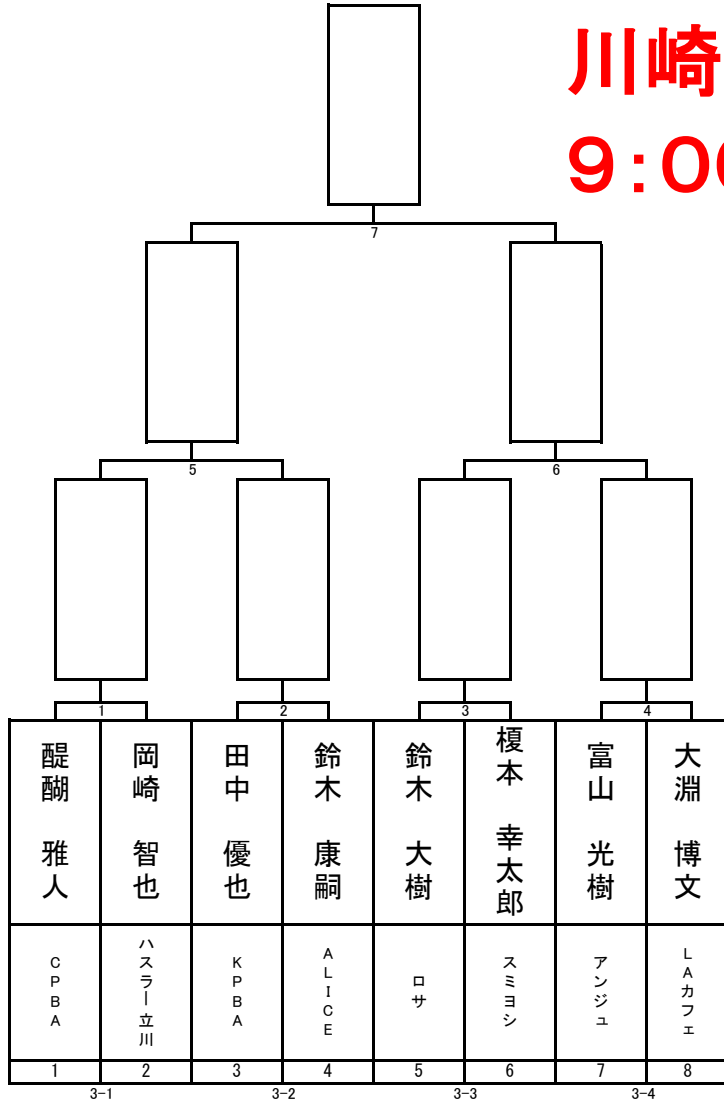 川崎
9:00
7
5
6
1
2
3
4
醍醐 雅人
岡崎 智也
田中 優也
鈴木 康嗣
鈴木 大樹
榎本 幸太郎
富山 光樹
大淵 博文
CPBA
ハスラー立川
KPBA
ALICE
ロサ
スミヨシ
アンジュ
LAカフェ
1
2
3
4
5
6
7
8
3-1
3-2
3-3
3-4